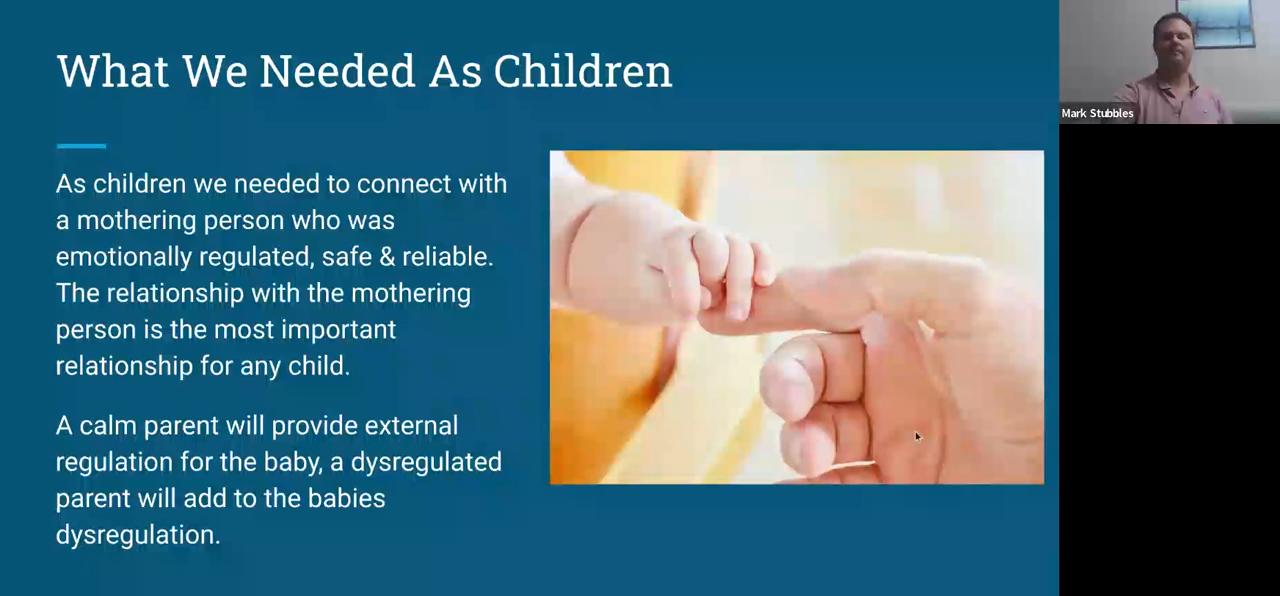 What We Needed As Children
As children we needed to connect with
a mothering person who was
emotionally regulated, safe & reliable.
The relationship with the mothering
person is the most important
relationship for any child.
A calm parent will provide external
regulation for the baby, a dysregulated
parent will add to the babies
dysregulation.
Mark Stubbles